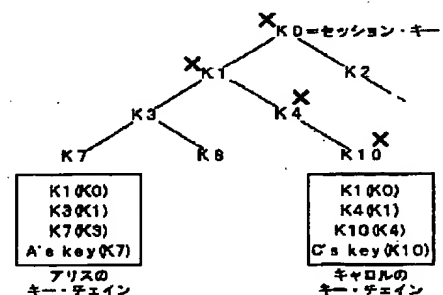 K0=セッション・キー
K1
K2
K3
K4
K7
K8
K10
K1(K0)
K3(K1)
K7(K3)
A's key(K7)
アリスの
キー・チェイン
K1(K0)
K4(K1)
K10(K4)
C's key(K10)
キャロルの
キー・チェイン